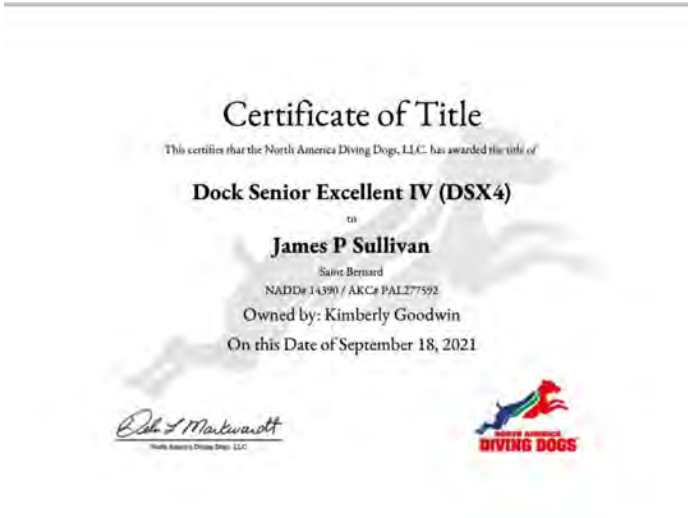 Certificate of Title
This certifies that the North America Diving Dogs, LLC. has awarded the title of
Dock Senior Excellent IV (DSX4)
to
James P Sullivan
Saint Bernard
NADD# 14390 / AKC# PAL277592
Owned by: Kimberly Goodwin
On this Date of September 18, 2021
Markwardt
North America Diving Dogs, LLC
NORTH AMERICA
DIVING DOGS